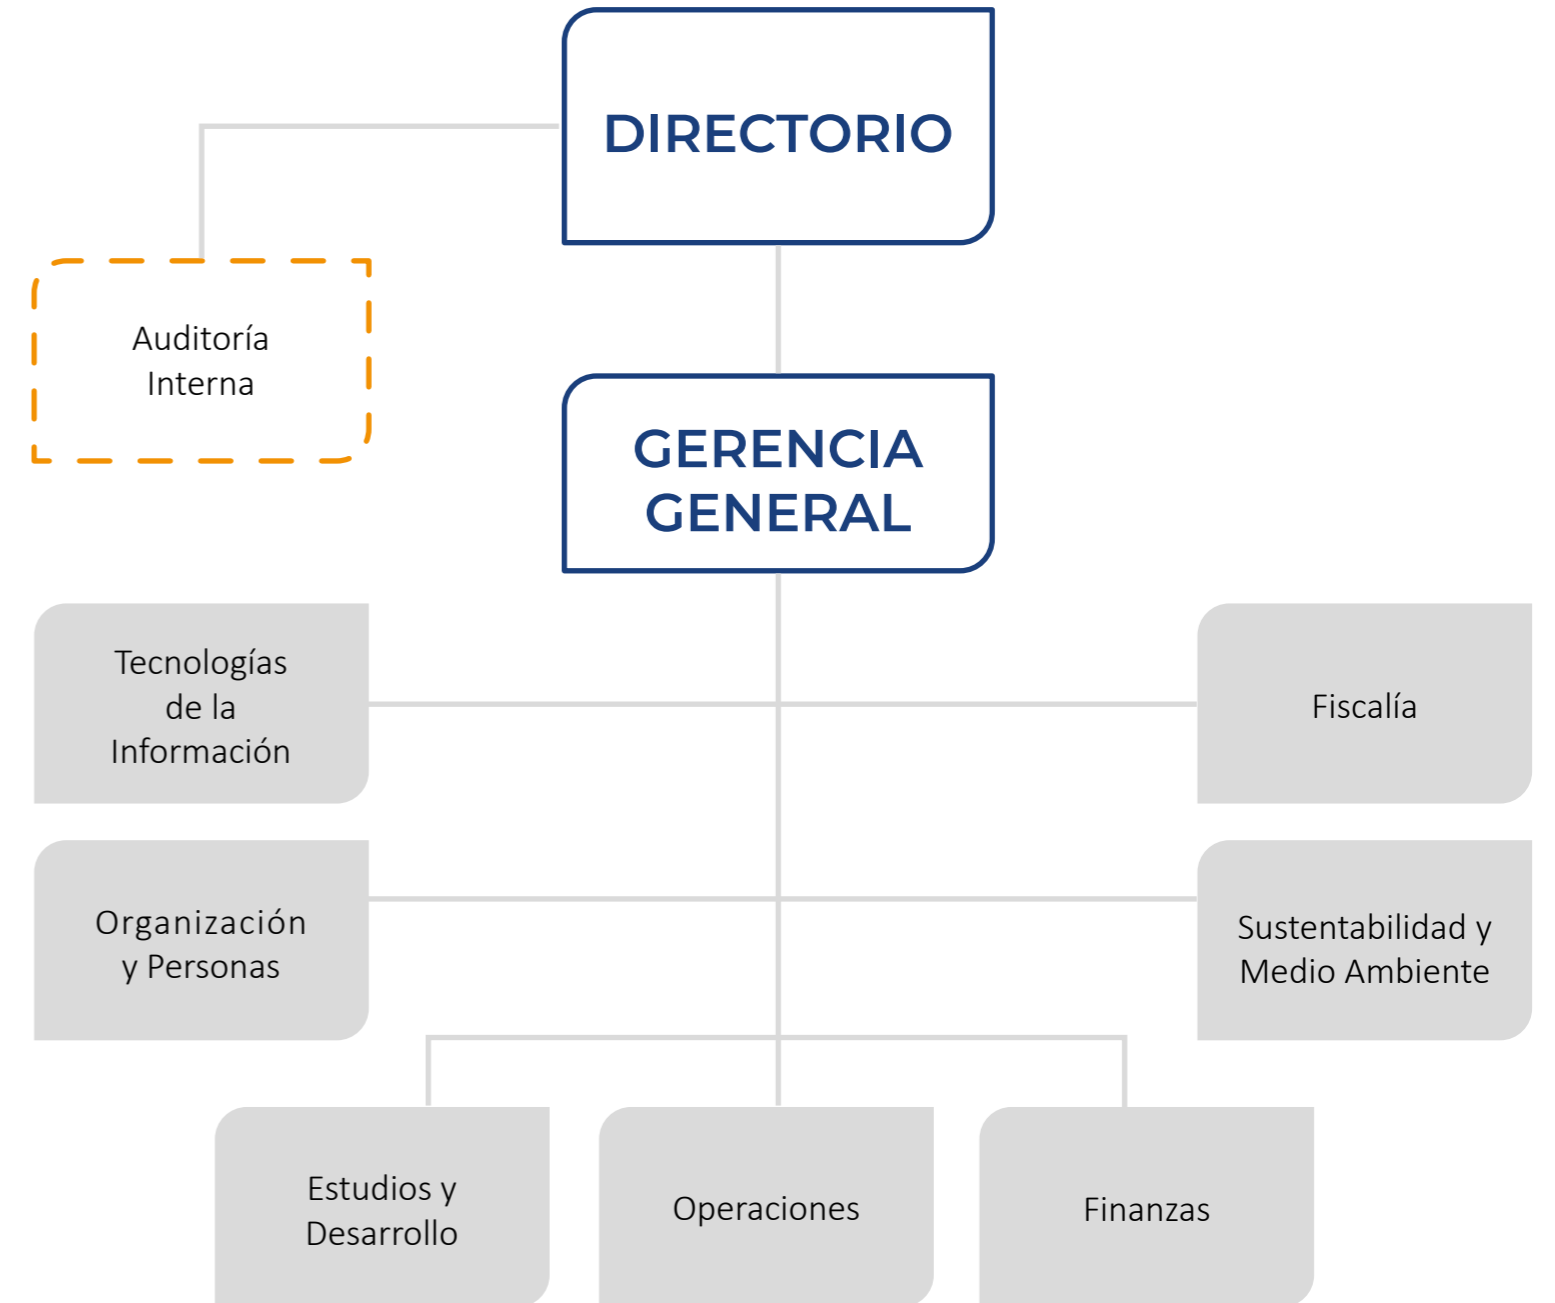 DIRECTORIO
Auditoría
Interna
GERENCIA
GENERAL
Tecnologías
de la
Información
Fiscalía
Organización
y Personas
Sustentabilidad y
Medio Ambiente
Estudios y
Desarrollo
Operaciones
Finanzas